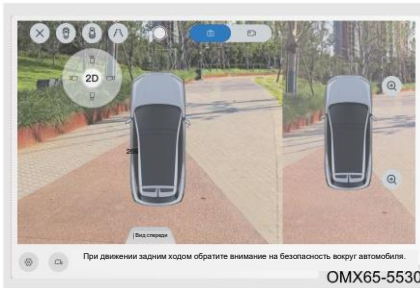 2D
Вид спереди
При движении задним ходом обратите внимание на безопасность вокруг автомобиля.
OMX65-5530